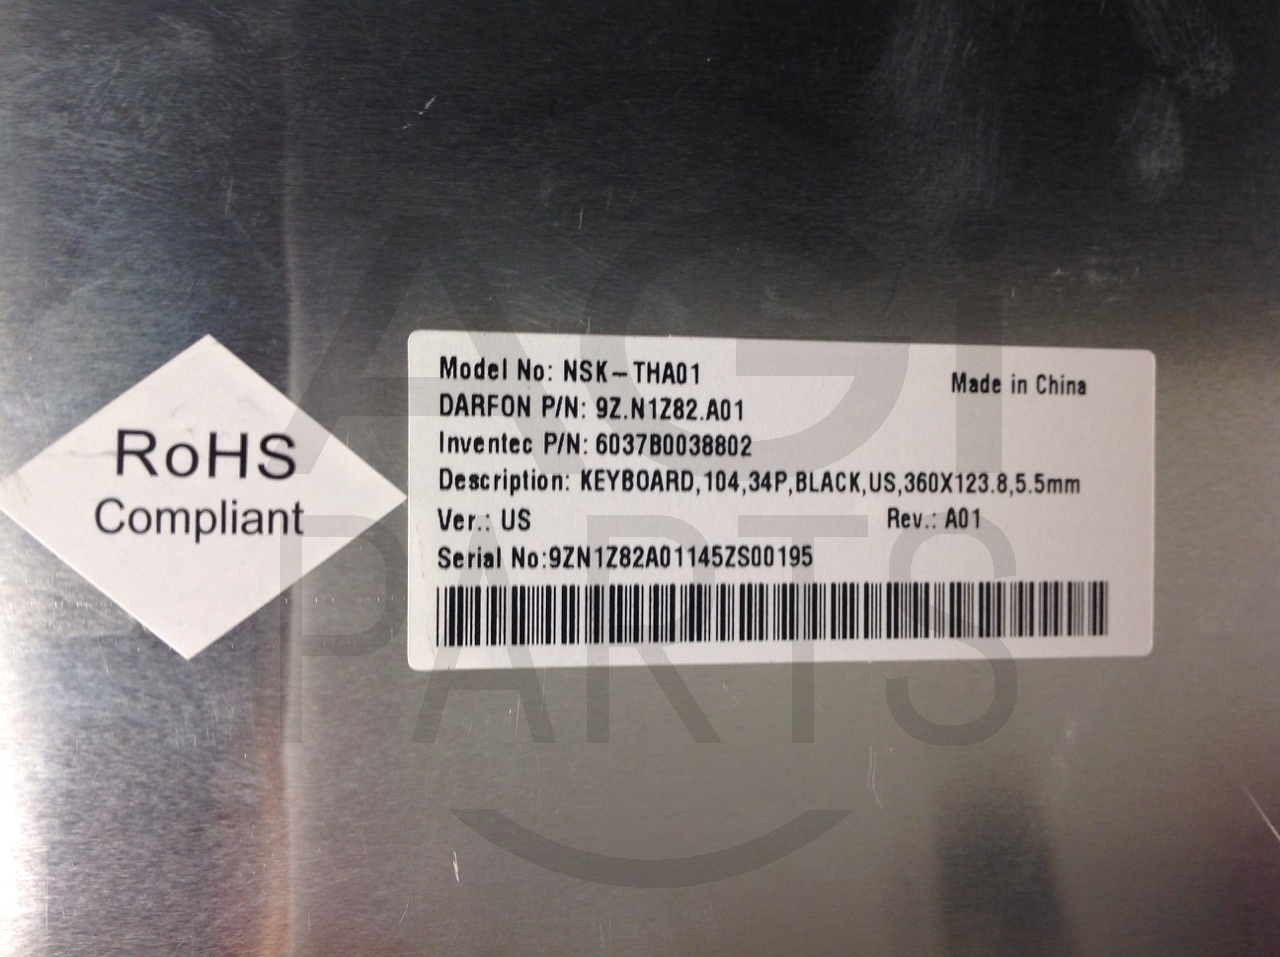 RoHS
Compliant
Model No: NSK-THA01
Made in China
DARFON P/N: 9Z.N1Z82.A01
Inventec P/N: 6037B0038802
Description: KEYBOARD,104,34P,BLACK,US,360X123.8,5.5mm
Ver.: US
Rev.: A01
Serial No:9ZN1Z82A01145ZS00195
AGi
PARTS